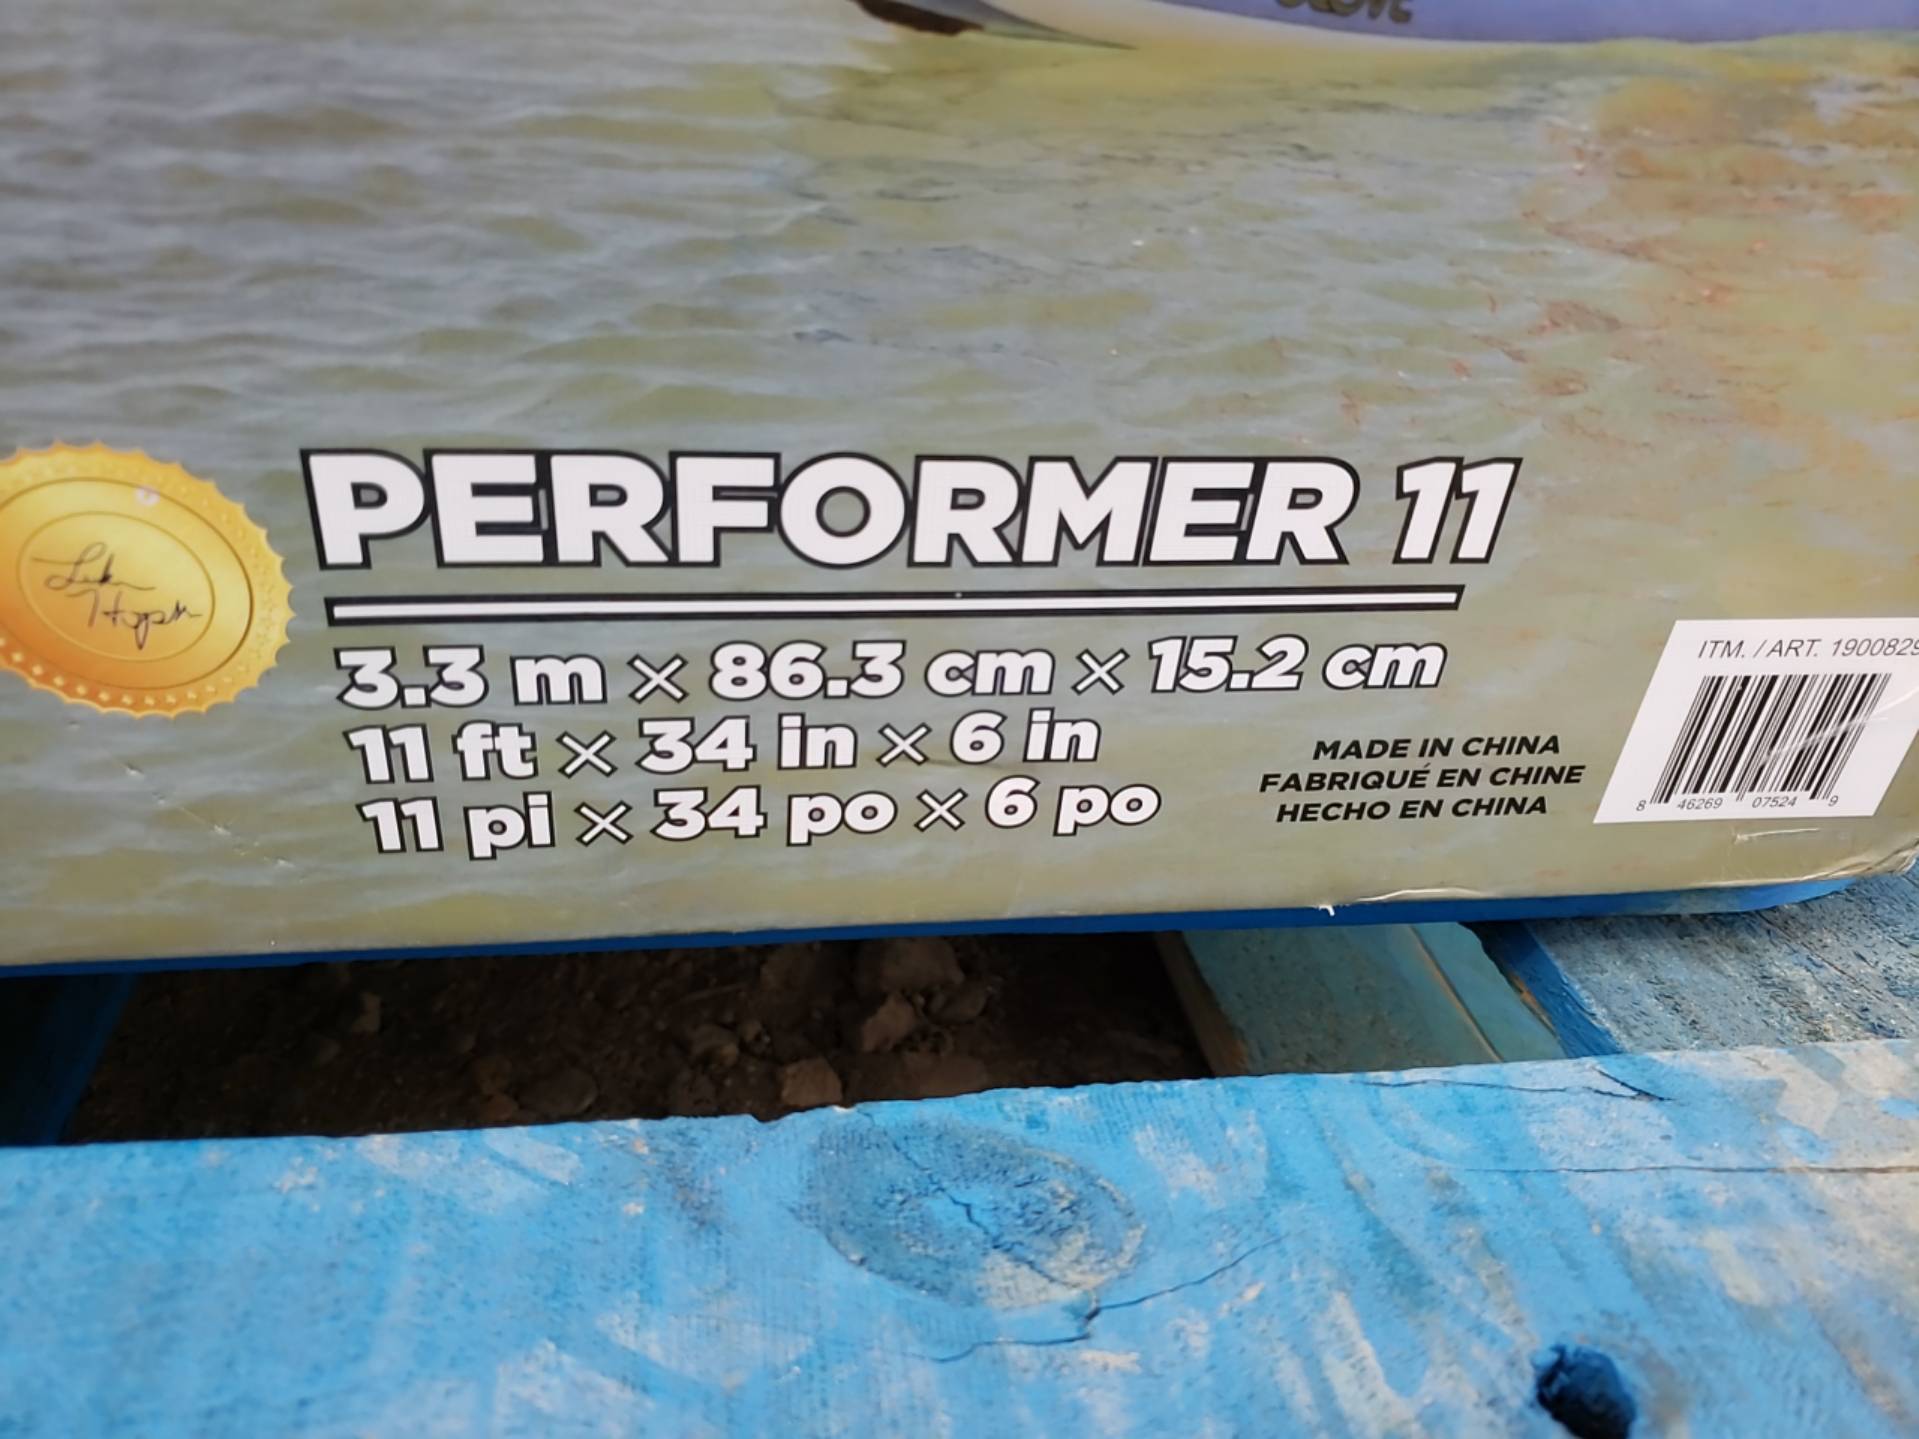 PERFORMER 11
3.3 m × 86.3 cm × 15.2 cm
11 ft × 34 in × 6 in
11 pi × 34 po × 6 po
MADE IN CHINA
FABRIQUÉ EN CHINE
HECHO EN CHINA
ITM. / ART. 1900829
8 46269 07524 9